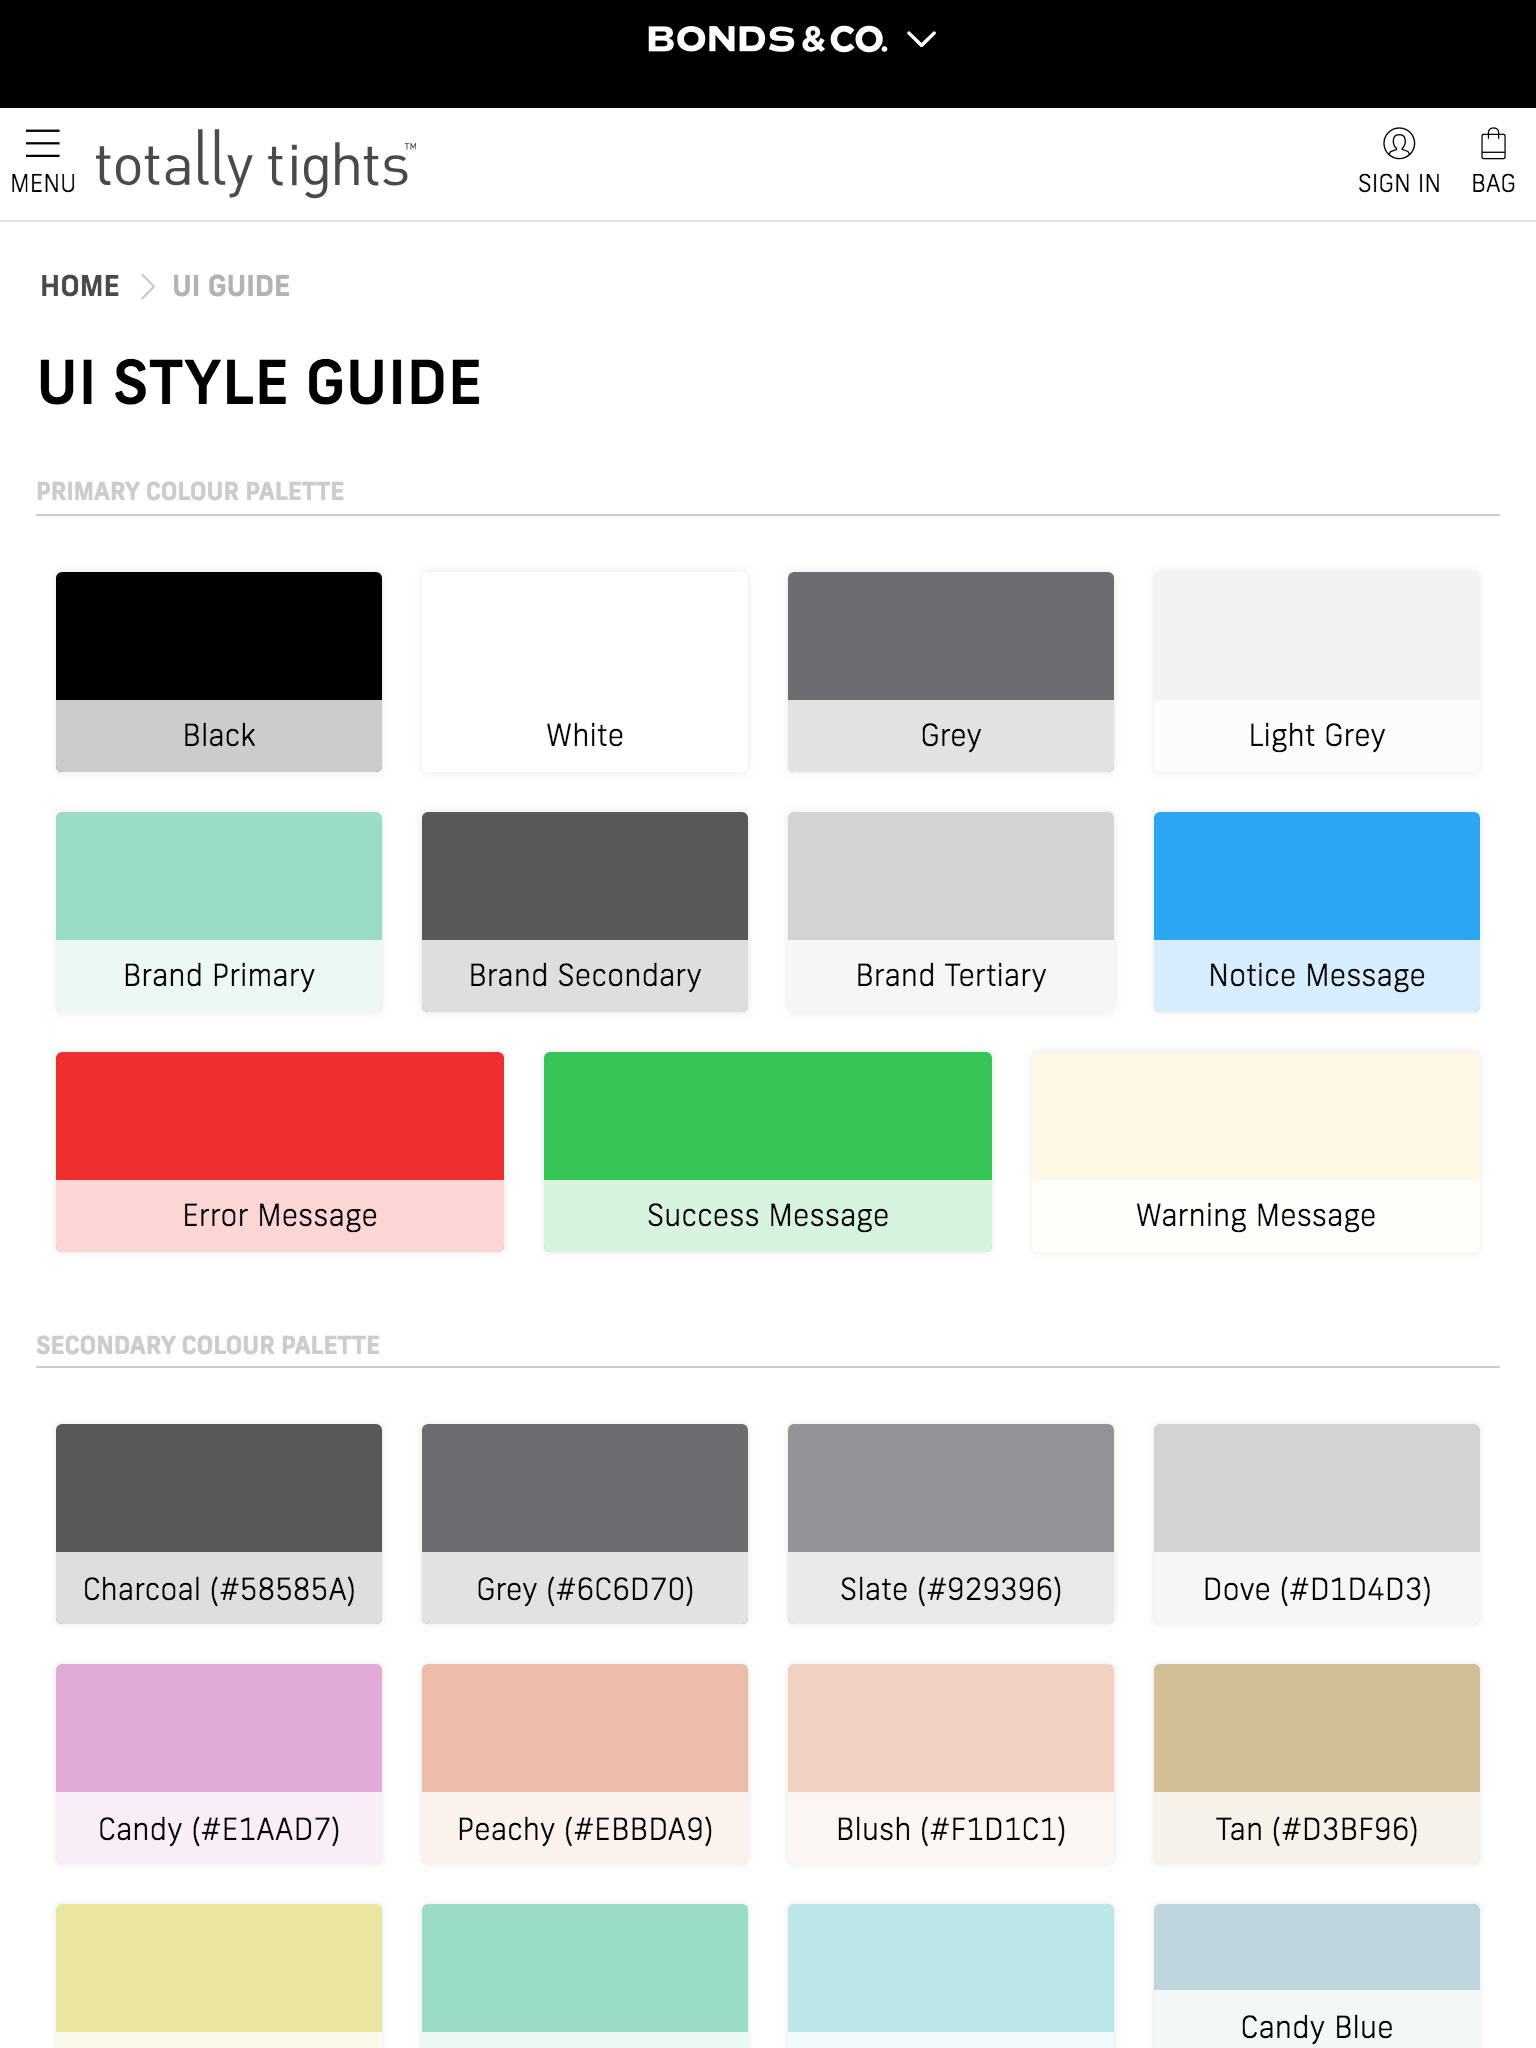 BONDS & CO.
MENU
totally tights™
SIGN IN
BAG
HOME
UI GUIDE
UI STYLE GUIDE
PRIMARY COLOUR PALETTE
Black
White
Grey
Light Grey
Brand Primary
Brand Secondary
Brand Tertiary
Notice Message
Error Message
Success Message
Warning Message
SECONDARY COLOUR PALETTE
Charcoal (#58585A)
Grey (#6C6D70)
Slate (#929396)
Dove (#D1D4D3)
Candy (#E1AAD7)
Peachy (#EBBDA9)
Blush (#F1D1C1)
Tan (#D3BF96)
Candy Blue